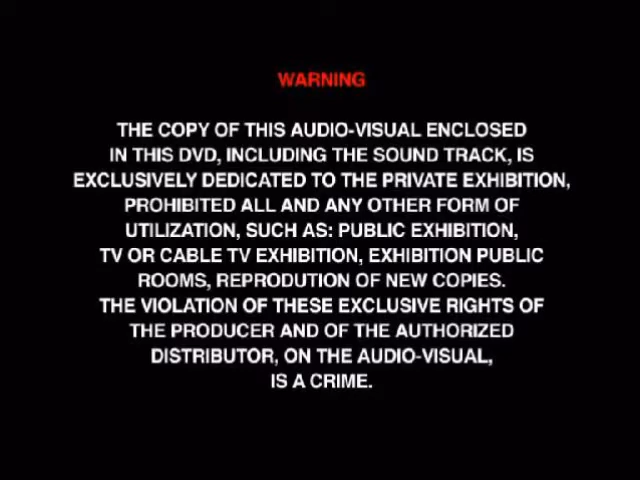 WARNING
THE COPY OF THIS AUDIO-VISUAL ENCLOSED
IN THIS DVD, INCLUDING THE SOUND TRACK, IS
EXCLUSIVELY DEDICATED TO THE PRIVATE EXHIBITION,
PROHIBITED ALL AND ANY OTHER FORM OF
UTILIZATION, SUCH AS: PUBLIC EXHIBITION,
TV OR CABLE TV EXHIBITION, EXHIBITION PUBLIC
ROOMS, REPRODUTION OF NEW COPIES.
THE VIOLATION OF THESE EXCLUSIVE RIGHTS OF
THE PRODUCER AND OF THE AUTHORIZED
DISTRIBUTOR, ON THE AUDIO-VISUAL,
IS A CRIME.